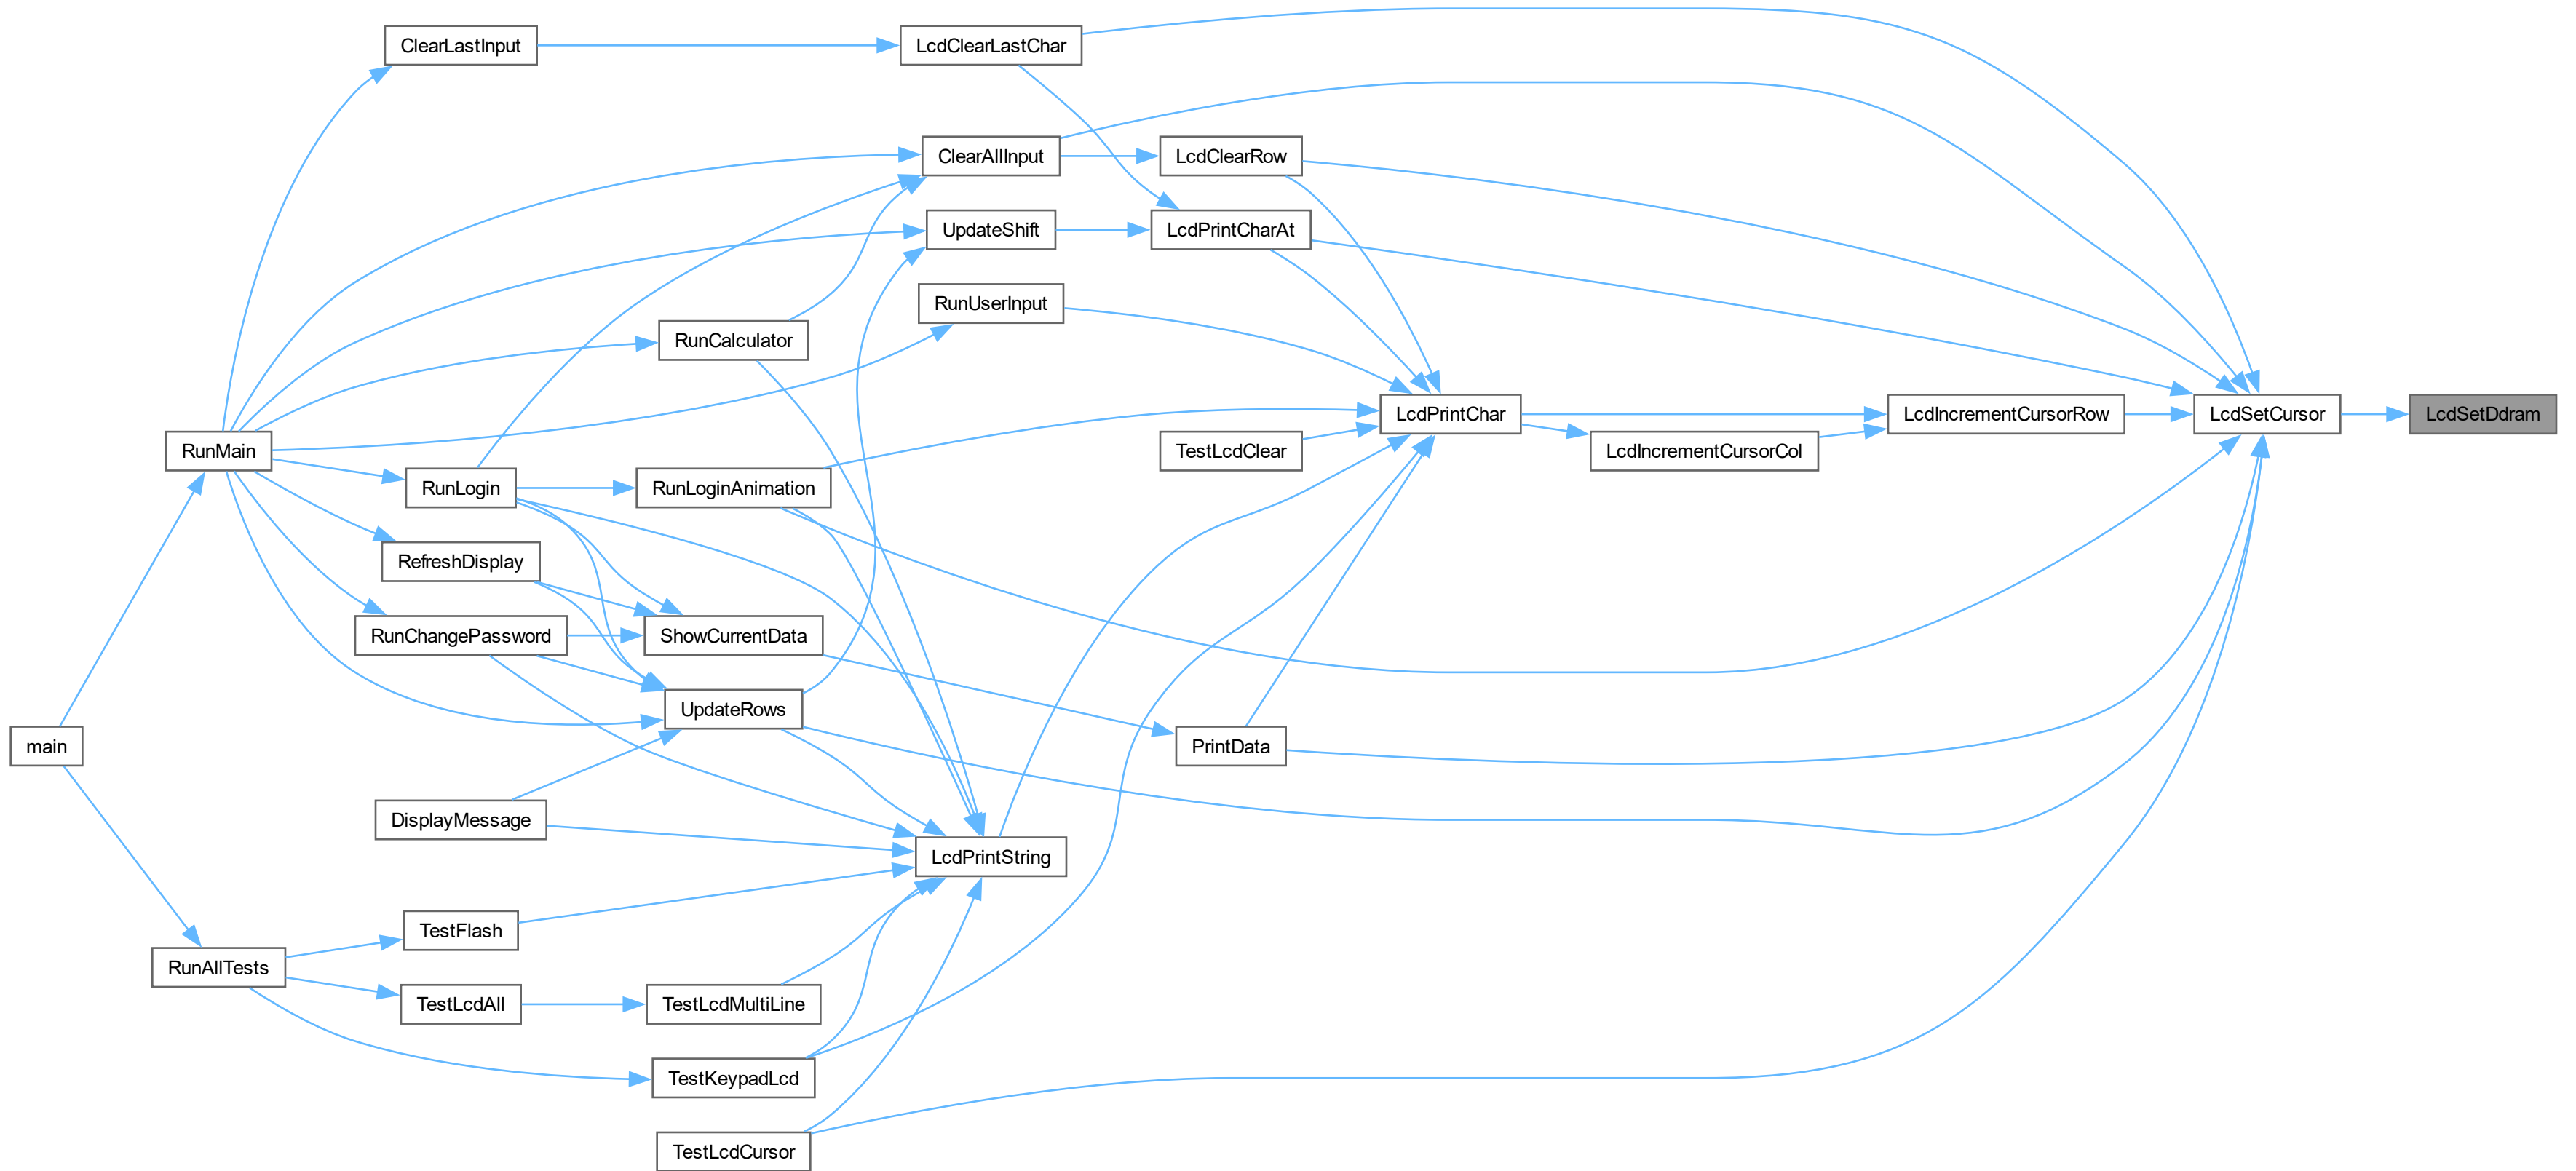 ClearLastInput
LcdClearLastChar
ClearAllInput
LcdClearRow
UpdateShift
LcdPrintCharAt
RunUserInput
RunCalculator
LcdPrintChar
LcdIncrementCursorRow
LcdSetCursor
LcdSetDdram
RunMain
TestLcdClear
LcdIncrementCursorCol
RunLogin
RunLoginAnimation
RefreshDisplay
RunChangePassword
ShowCurrentData
UpdateRows
main
PrintData
DisplayMessage
LcdPrintString
TestFlash
RunAllTests
TestLcdAll
TestLcdMultiLine
TestKeypadLcd
TestLcdCursor